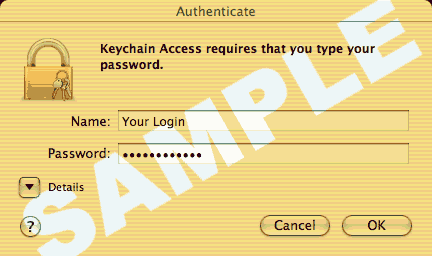 Authenticate
Keychain Access requires that you type your
password.
Name: Your Login
Password: ••••••••••••
Details
? Cancel OK
SAMPLE